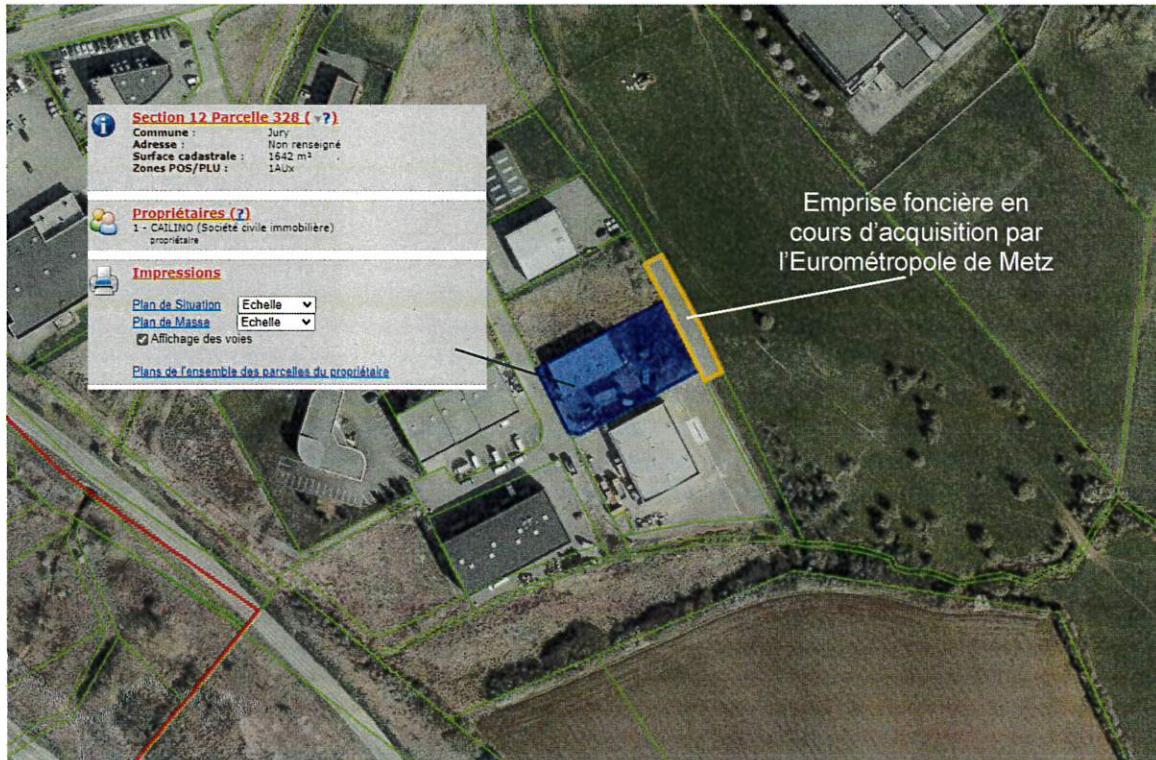 Section 12 Parcelle 328 ( ?)
Commune : Jury
Adresse : Non renseigné
Surface cadastrale : 1642 m²
Zones POS/PLU : 1AUx
Propriétaires (?)
1 - CAILINO (Société civile immobilière)
propriétaire
Impressions
Plan de Situation Echelle
Plan de Masse Echelle
Affichage des voies
Plans de l'ensemble des parcelles du propriétaire
Emprise foncière en
cours d'acquisition par
l'Eurométropole de Metz